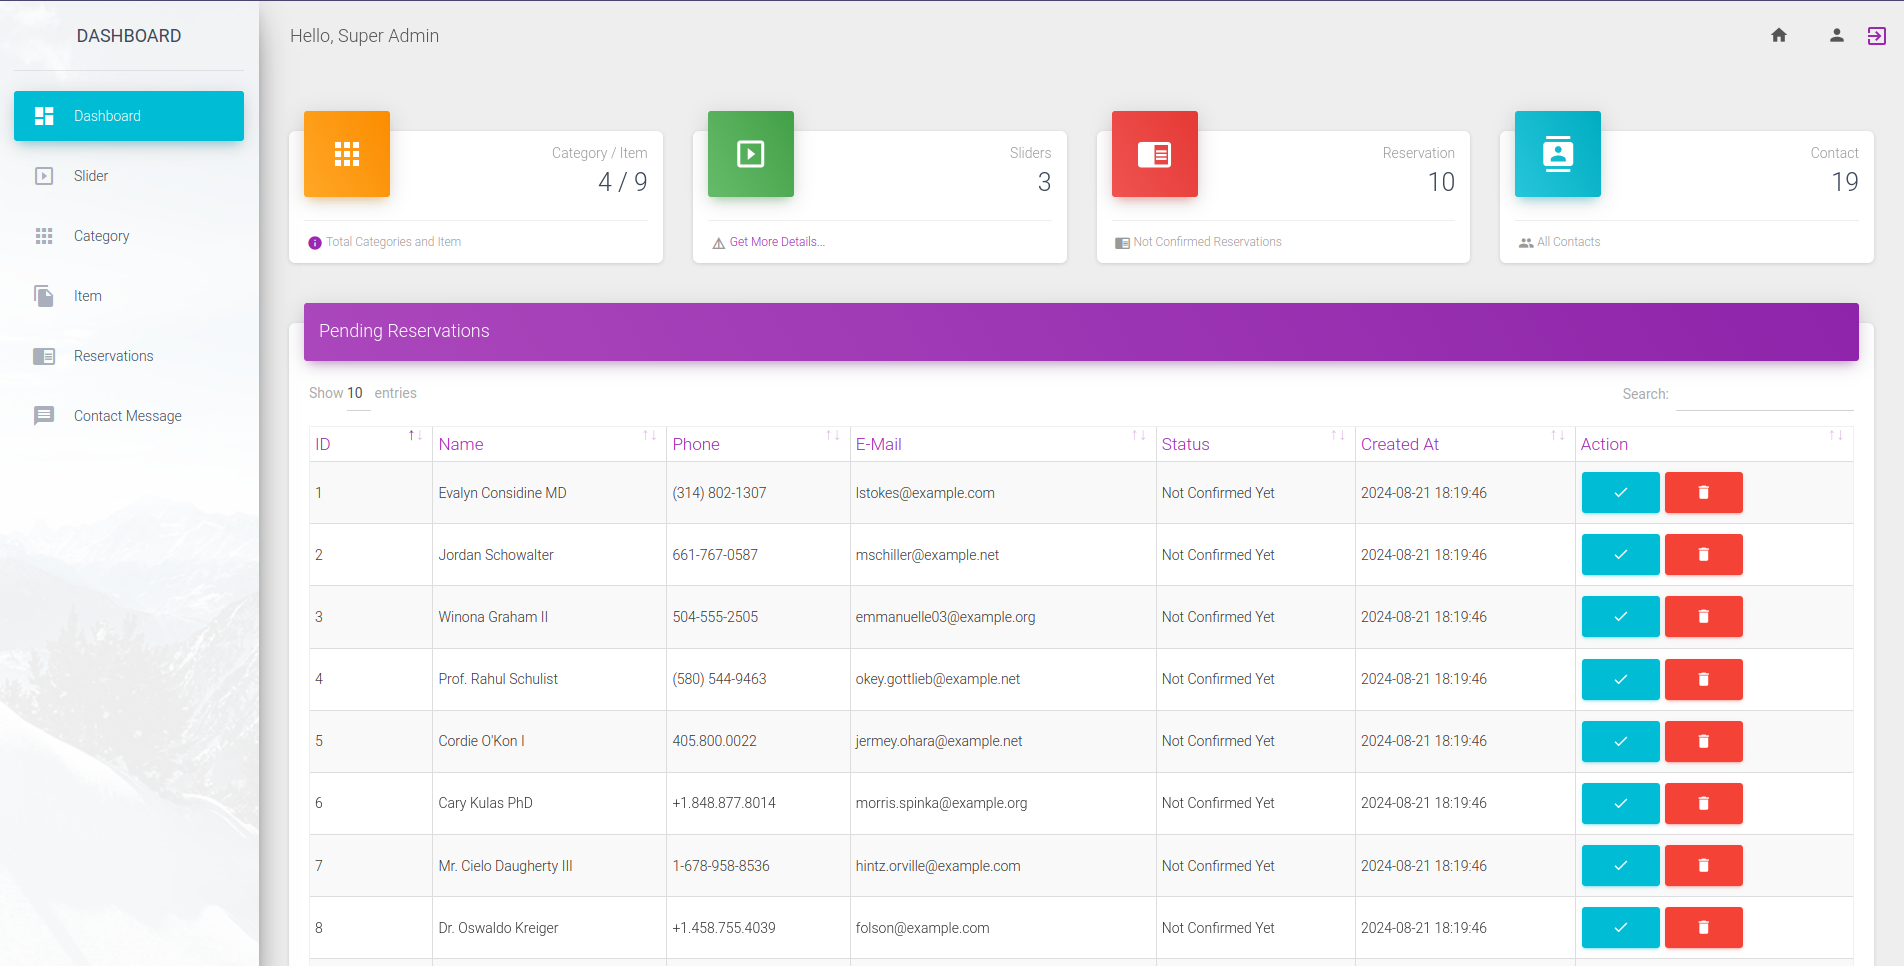 DASHBOARD
Hello, Super Admin
Dashboard
Slider
Category
Item
Reservations
Contact Message
Category / Item
4 / 9
Total Categories and Item
Sliders
3
Get More Details...
Reservation
10
Not Confirmed Reservations
Contact
19
All Contacts
Pending Reservations
Show 10 entries
Search:
ID Name Phone E-Mail Status Created At Action
1 Evalyn Considine MD (314) 802-1307 lstokes@example.com Not Confirmed Yet 2024-08-21 18:19:46
2 Jordan Schowalter 661-767-0587 mschiller@example.net Not Confirmed Yet 2024-08-21 18:19:46
3 Winona Graham II 504-555-2505 emmanuelle03@example.org Not Confirmed Yet 2024-08-21 18:19:46
4 Prof. Rahul Schulist (580) 544-9463 okey.gottlieb@example.net Not Confirmed Yet 2024-08-21 18:19:46
5 Cordie O'Kon I 405.800.0022 jermey.ohara@example.net Not Confirmed Yet 2024-08-21 18:19:46
6 Cary Kulas PhD +1.848.877.8014 morris.spinka@example.org Not Confirmed Yet 2024-08-21 18:19:46
7 Mr. Cielo Daugherty III 1-678-958-8536 hintz.orville@example.com Not Confirmed Yet 2024-08-21 18:19:46
8 Dr. Oswaldo Kreiger +1.458.755.4039 folson@example.com Not Confirmed Yet 2024-08-21 18:19:46